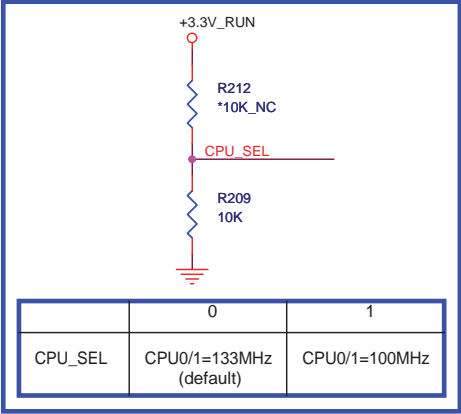 +3.3V_RUN
R212
*10K_NC
CPU_SEL
R209
10K
0 1
CPU_SEL CPU0/1=133MHz CPU0/1=100MHz
(default)